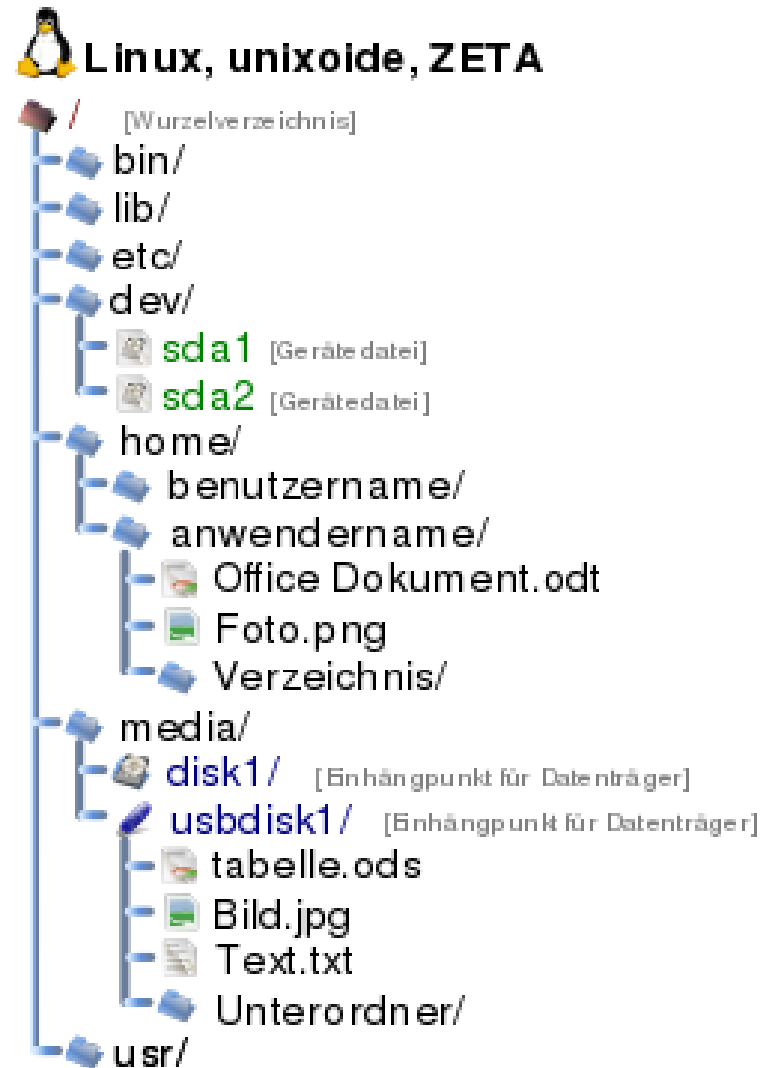 Linux, unixoide, ZETA
/ [Wurzelverzeichnis]
bin/
lib/
etc/
dev/
sda1 [Gerätedatei]
sda2 [Gerätedatei]
home/
benutzername/
anwendername/
Office Dokument.odt
Foto.png
Verzeichnis/
media/
disk1/ [Einhängpunkt für Datenträger]
usbdisk1/ [Einhängpunkt für Datenträger]
tabelle.ods
Bild.jpg
Text.txt
Unterordner/
usr/